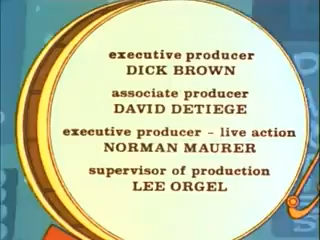 executive producer
DICK BROWN
associate producer
DAVID DETIEGE
executive producer – live action
NORMAN MAURER
supervisor of production
LEE ORGEL